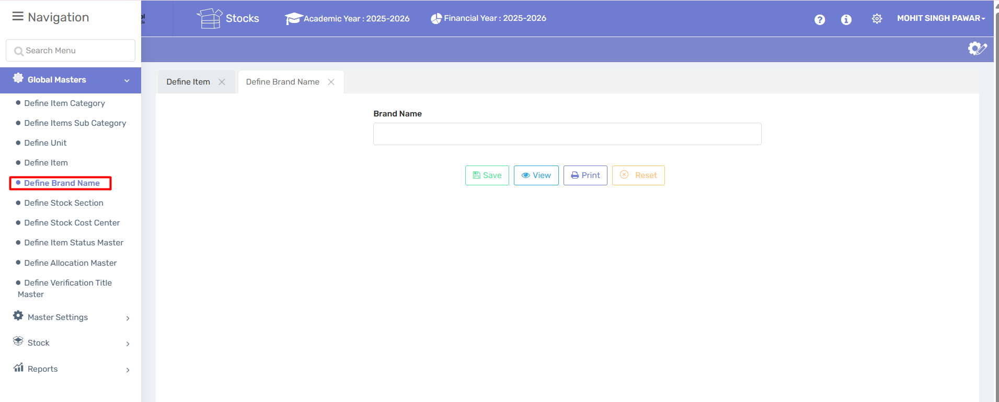 Navigation
Stocks
Academic Year : 2025-2026
Financial Year : 2025-2026
MOHIT SINGH PAWAR
Search Menu
Global Masters
Define Item Category
Define Items Sub Category
Define Unit
Define Item
Define Brand Name
Define Stock Section
Define Stock Cost Center
Define Item Status Master
Define Allocation Master
Define Verification Title
Master
Master Settings
Stock
Reports
Define Item
Define Brand Name
Brand Name
Save
View
Print
Reset